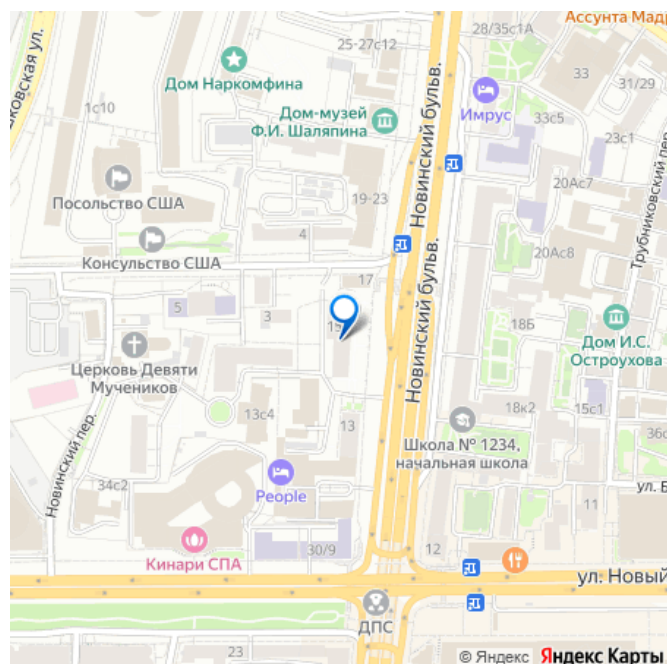 Ассунта Мад
28/35с1А
25-27с12
Дом Наркомфина
33
31/29
Имрус
33с5
Дом-музей
Ф.И. Шаляпина
1с10
23с1
Посольство США
19-23
20Ас7
Новинский бульв.
Трубниковский пер.
4
Консульство США
20Ас8
17
5
3
18Б
Дом И.С.
Остроухова
Церковь Девяти
Мучеников
Новинский бульв.
13с4
13
18к2
15с1
Школа № 1234,
начальная школа
36с
Новинский пер.
34с2
People
ул. Б
11
Кинари СПА
30/9
12
ул. Новый
ДПС
23
© Яндекс Яндекс Карты